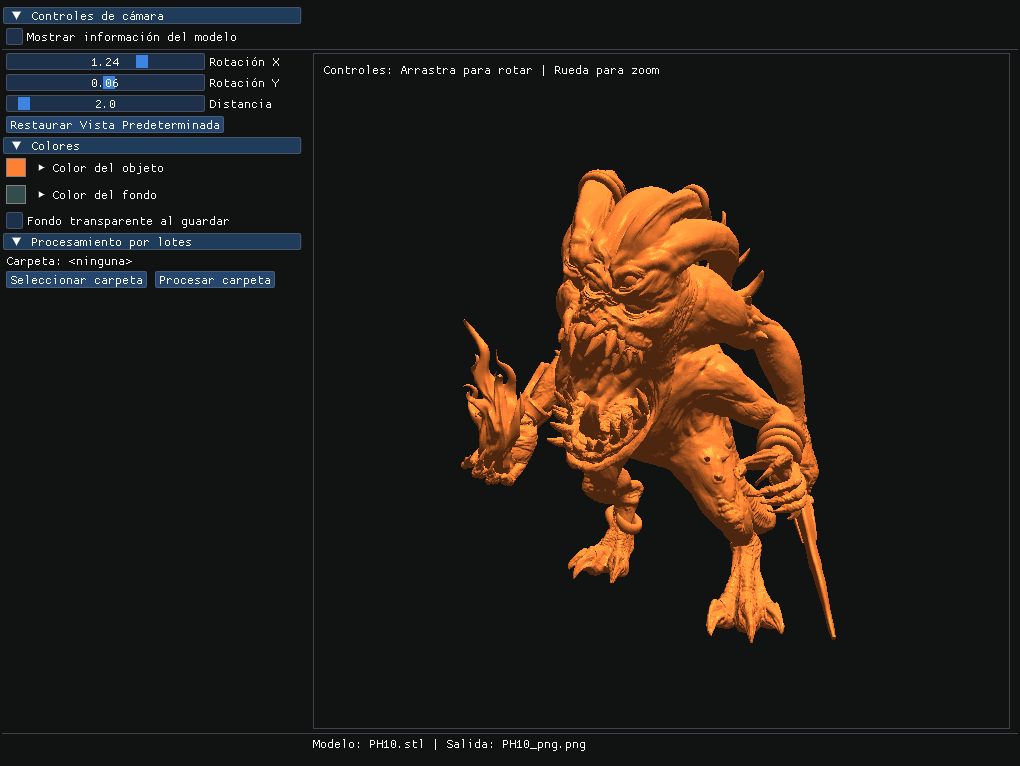 Controles de cámara
Mostrar información del modelo
1.24 Rotación X
0.06 Rotación Y
2.0 Distancia
Restaurar Vista Predeterminada
Colores
Color del objeto
Color del fondo
Fondo transparente al guardar
Procesamiento por lotes
Carpeta: <ninguna>
Seleccionar carpeta Procesar carpeta
Controles: Arrastra para rotar | Rueda para zoom
Modelo: PH10.stl | Salida: PH10_png.png